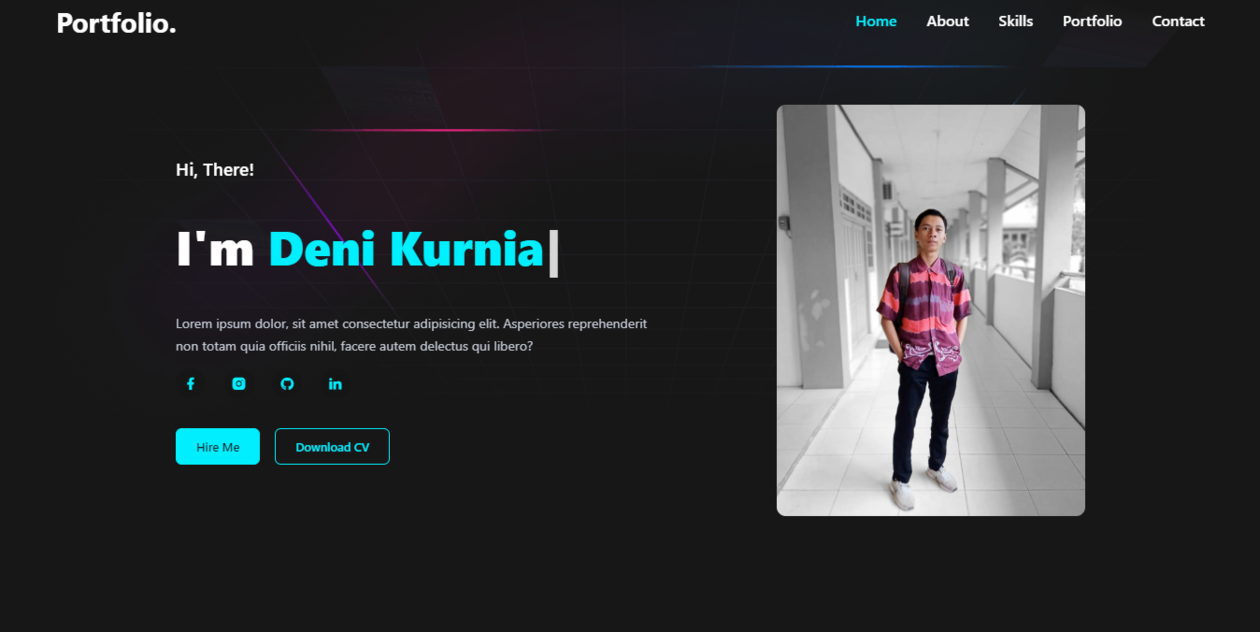 Portfolio.
Home About Skills Portfolio Contact
Hi, There!
I'm Deni Kurnia|
Lorem ipsum dolor, sit amet consectetur adipisicing elit. Asperiores reprehenderit
non totam quia officiis nihil, facere autem delectus qui libero?
Hire Me
Download CV